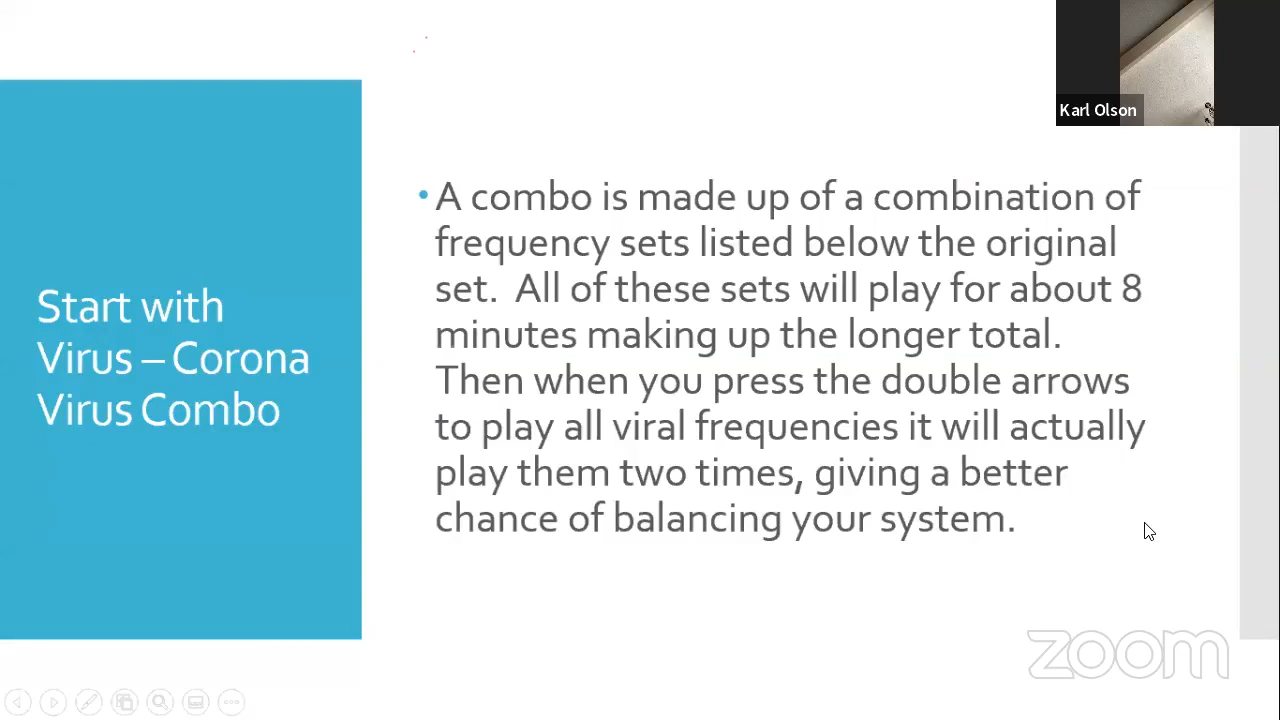 Karl Olson
Start with
Virus – Corona
Virus Combo
• A combo is made up of a combination of
frequency sets listed below the original
set.  All of these sets will play for about 8
minutes making up the longer total.
Then when you press the double arrows
to play all viral frequencies it will actually
play them two times, giving a better
chance of balancing your system.
zoom